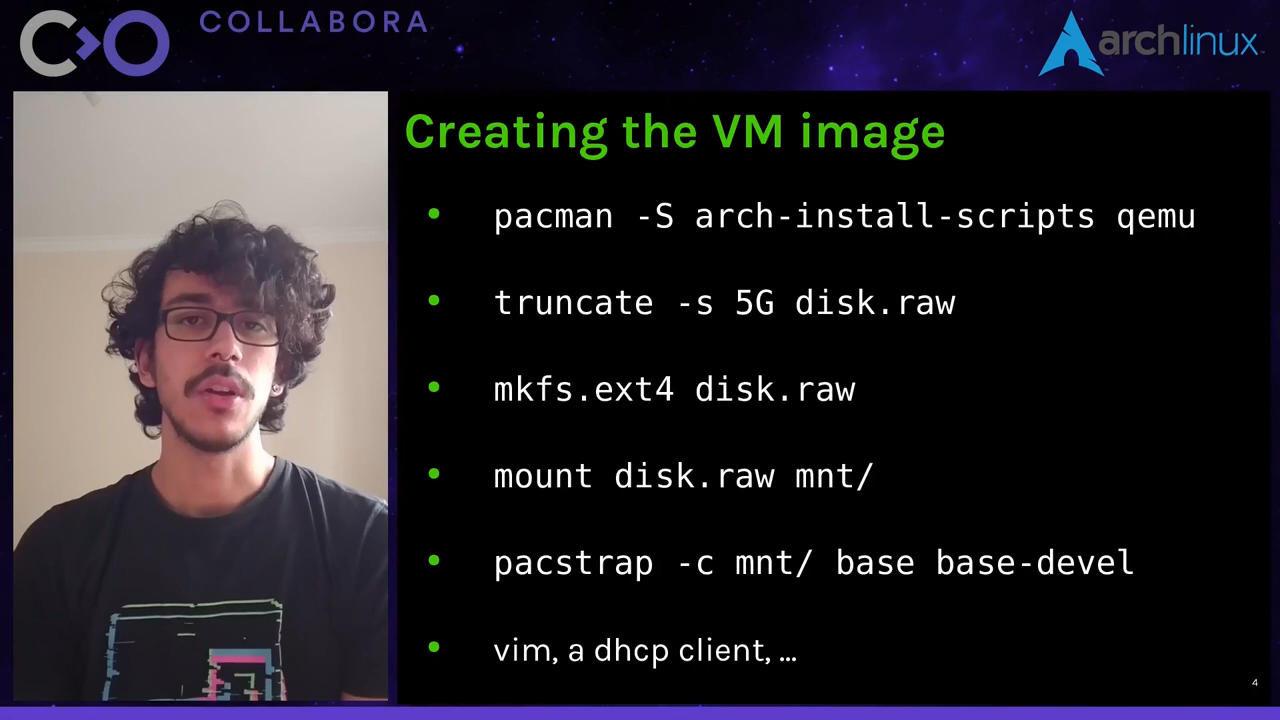 COLLABORA
archlinux
Creating the VM image
• pacman -S arch-install-scripts qemu
• truncate -s 5G disk.raw
• mkfs.ext4 disk.raw
• mount disk.raw mnt/
• pacstrap -c mnt/ base base-devel
• vim, a dhcp client, …
4